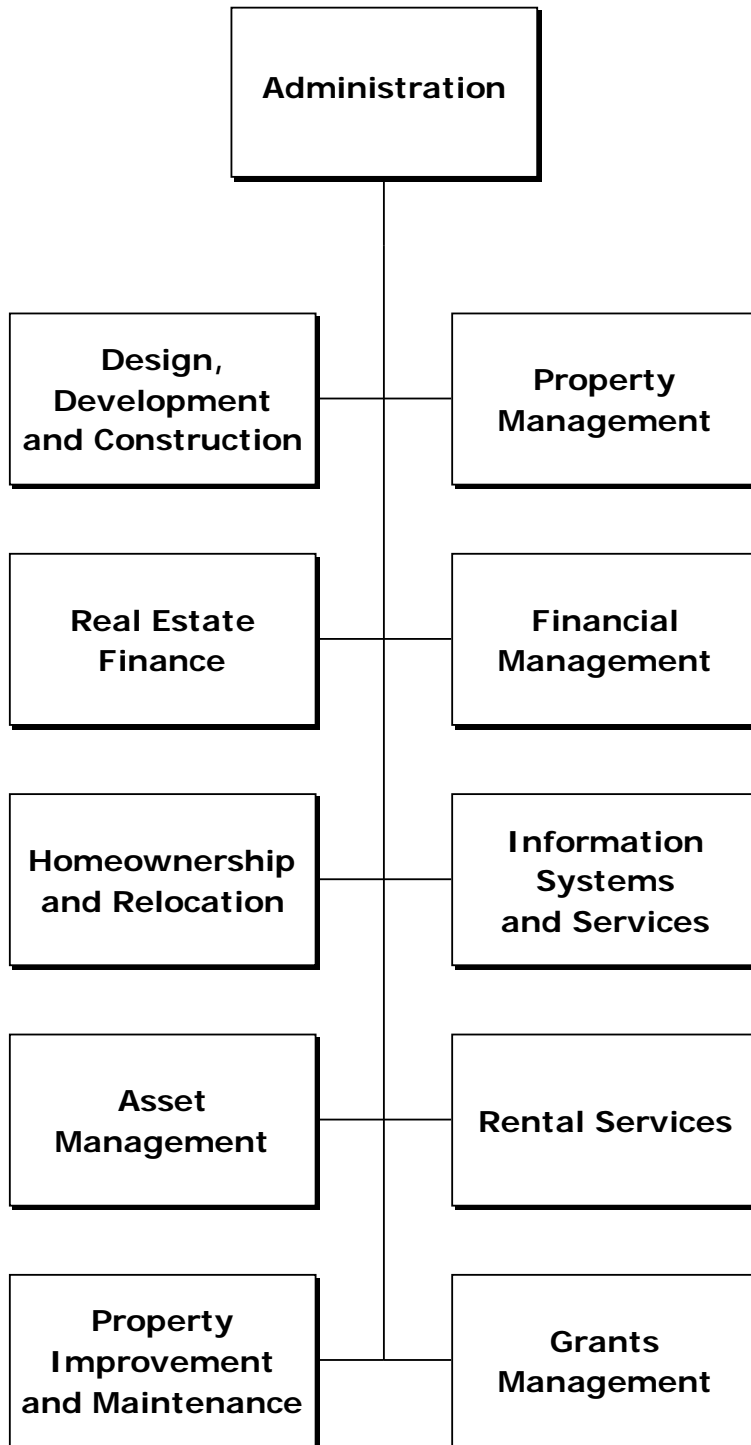 Administration
Design,
Development
and Construction
Property
Management
Real Estate
Finance
Financial
Management
Homeownership
and Relocation
Information
Systems
and Services
Asset
Management
Rental Services
Property
Improvement
and Maintenance
Grants
Management